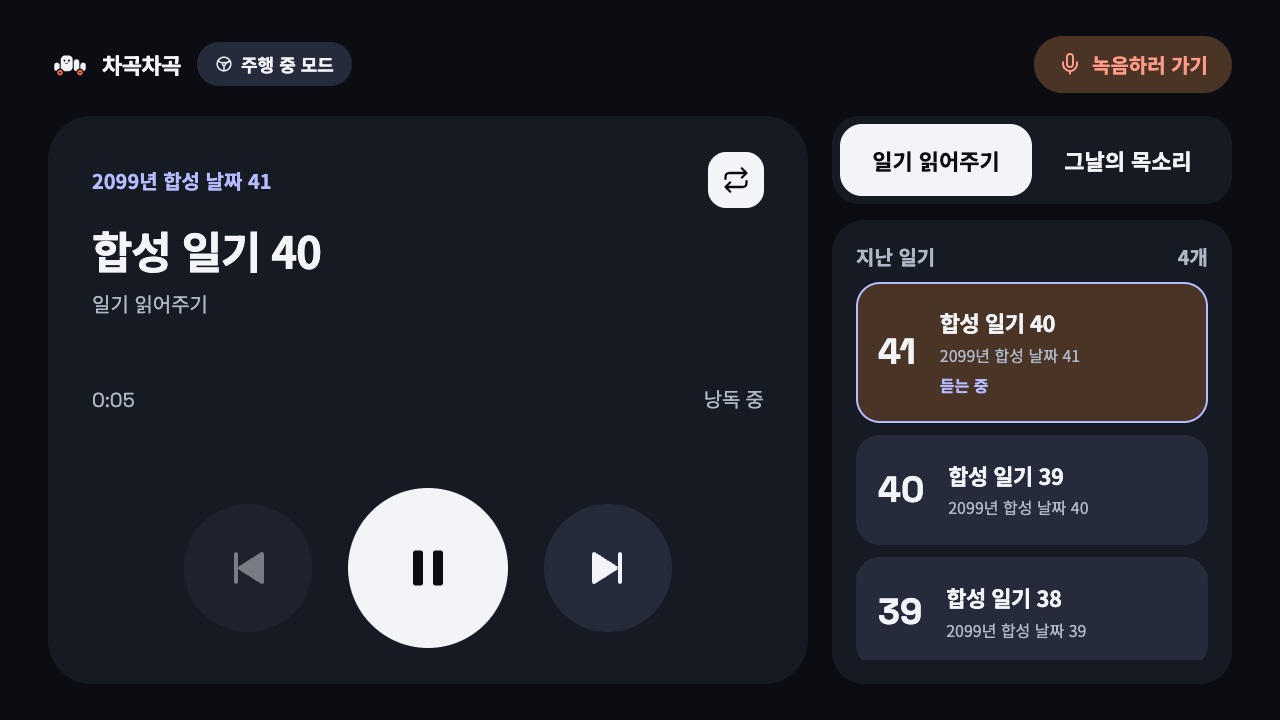 차곡차곡
주행 중 모드
녹음하러 가기
2099년 합성 날짜 41
합성 일기 40
일기 읽어주기
0:05
낭독 중
일기 읽어주기
그날의 목소리
지난 일기
4개
41
합성 일기 40
2099년 합성 날짜 41
듣는 중
40
합성 일기 39
2099년 합성 날짜 40
39
합성 일기 38
2099년 합성 날짜 39